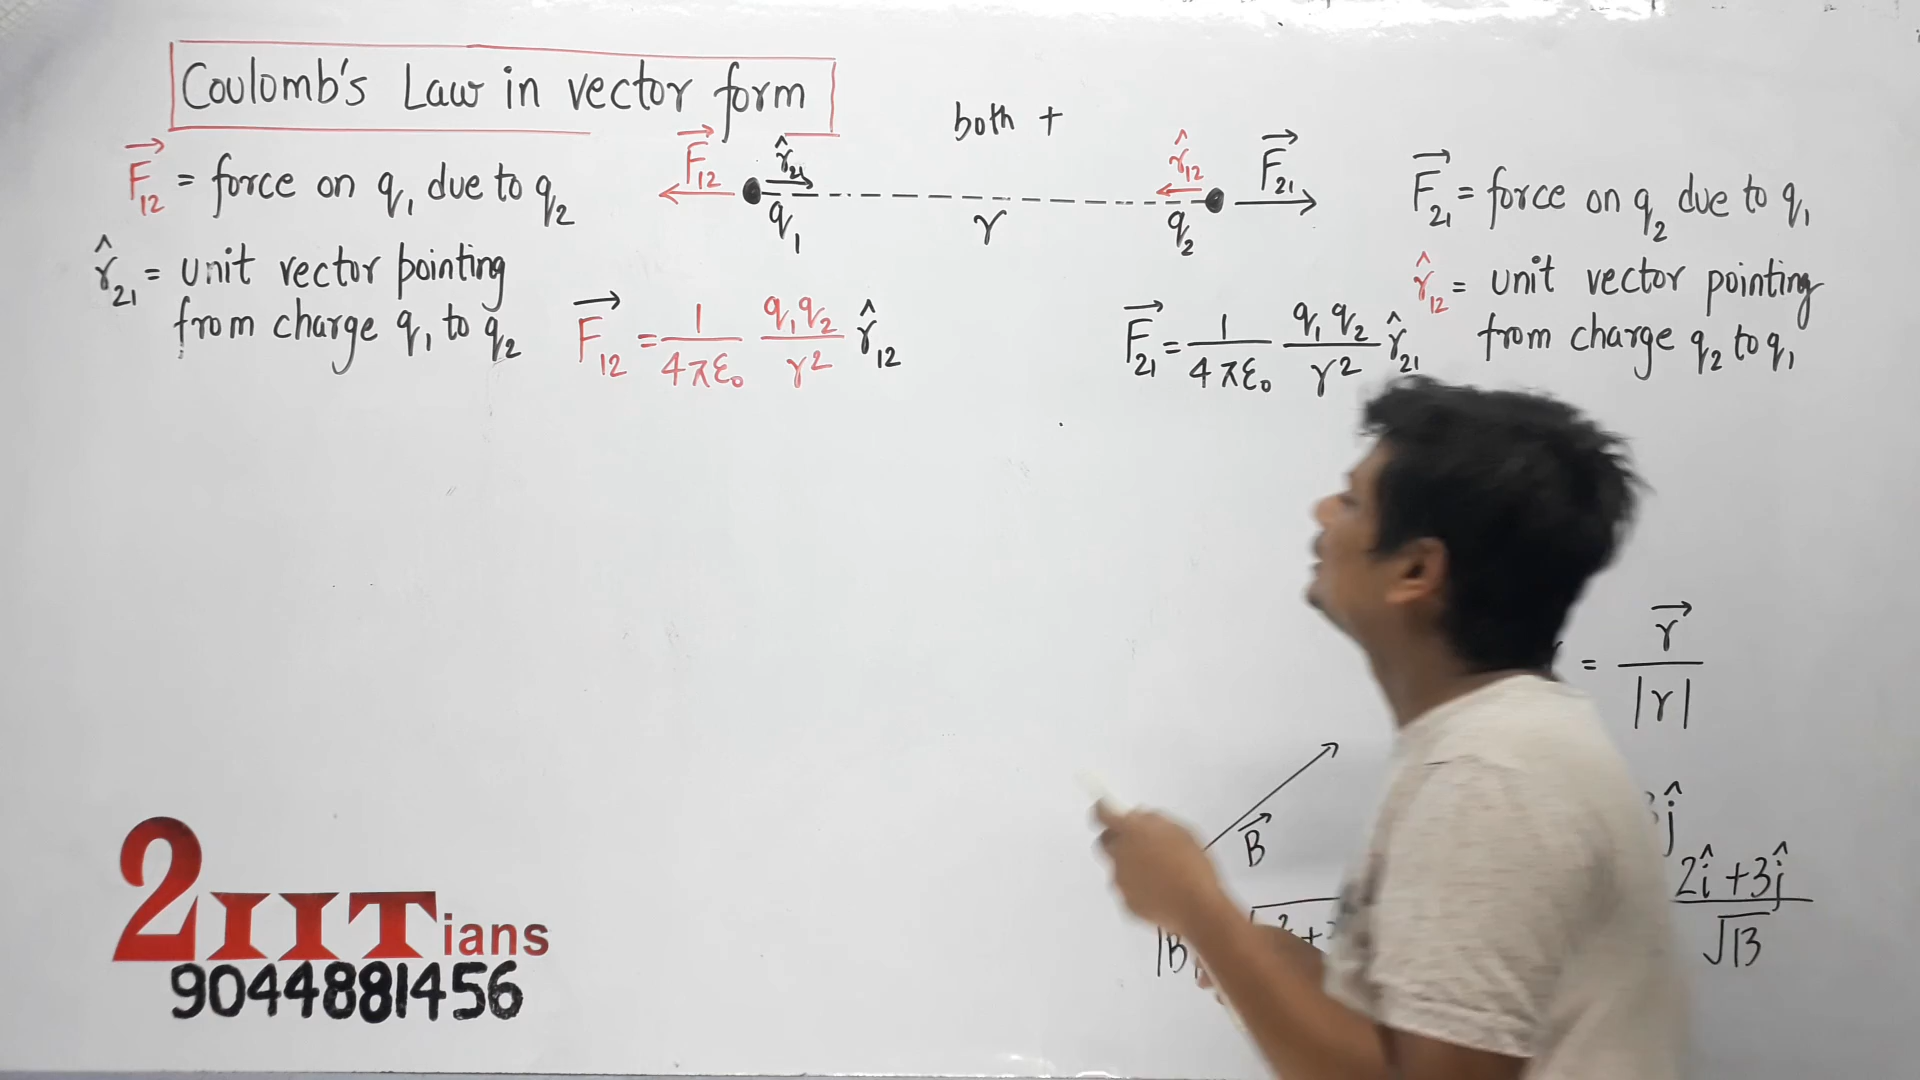 Coulomb's Law in vector form
both +
F⃗₁₂ = force on q₁ due to q₂
r̂₂₁ = unit vector pointing
from charge q₁ to q₂
F⃗₁₂ r̂₂₁ r̂₁₂ F⃗₂₁
q₁ r q₂
F⃗₁₂ = 1/4πε₀ q₁q₂/r² r̂₁₂
F⃗₂₁ = 1/4πε₀ q₁q₂/r² r̂₂₁
F⃗₂₁ = force on q₂ due to q₁
r̂₁₂ = unit vector pointing
from charge q₂ to q₁
= r⃗/|r|
B⃗
ĵ
|B
2î+3ĵ/√13
2IITians
9044881456